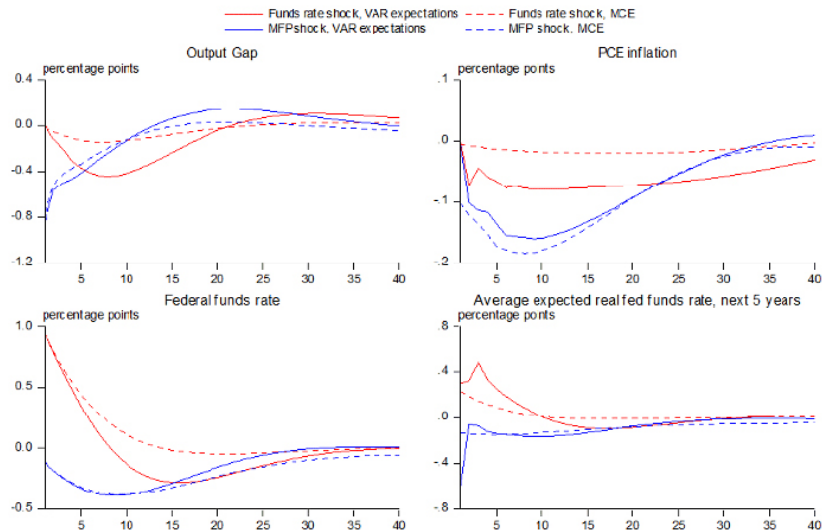 Funds rate shock, VAR expectations Funds rate shock, MCE
MFP shock. VAR expectations MFP shock. MCE
Output Gap PCE inflation
percentage points percentage ponts
0.4 .1
0.0 .0
-0.4 -.1
-0.8
-1.2 -.2
5 10 15 20 25 30 35 40 5 10 15 20 25 30 35 40
Federal funds rate Average expected real fed funds rate, next 5 years
percentage points percentage ponts
1.0 .8
0.5 .4
0.0 .0
-.4
-0.5 -.8
5 10 15 20 25 30 35 40 5 10 15 20 25 30 35 40